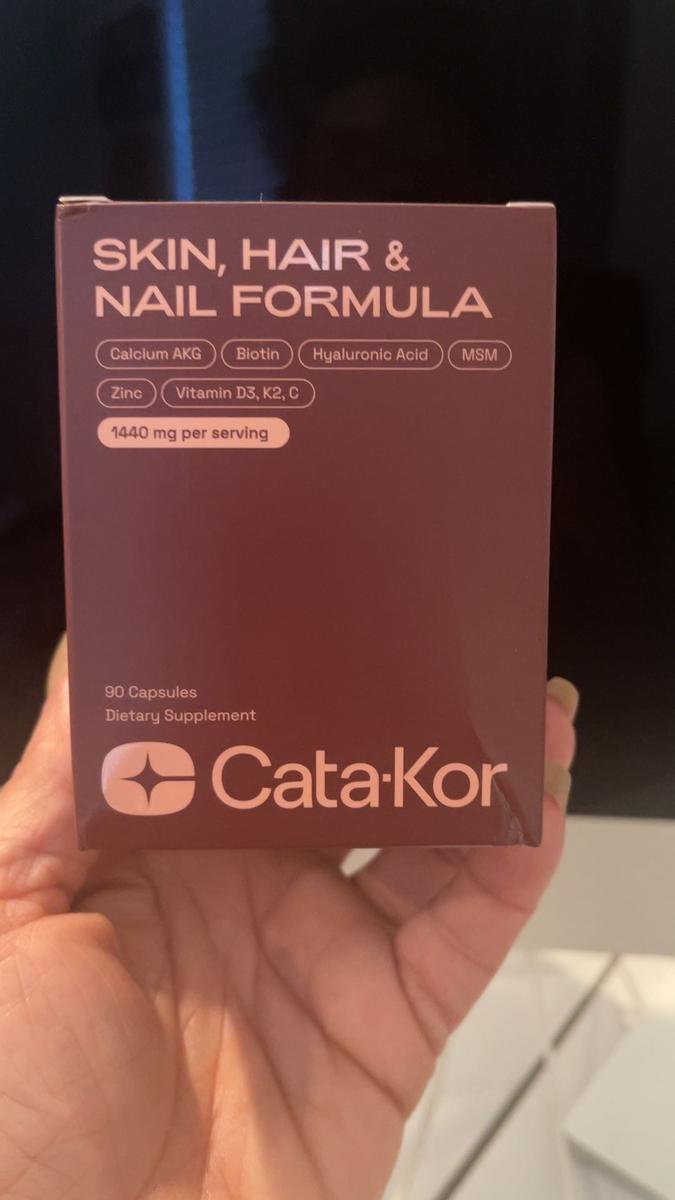 SKIN, HAIR &
NAIL FORMULA
Calcium AKG Biotin Hyaluronic Acid MSM
Zinc Vitamin D3, K2, C
1440 mg per serving
90 Capsules
Dietary Supplement
Cata·Kor